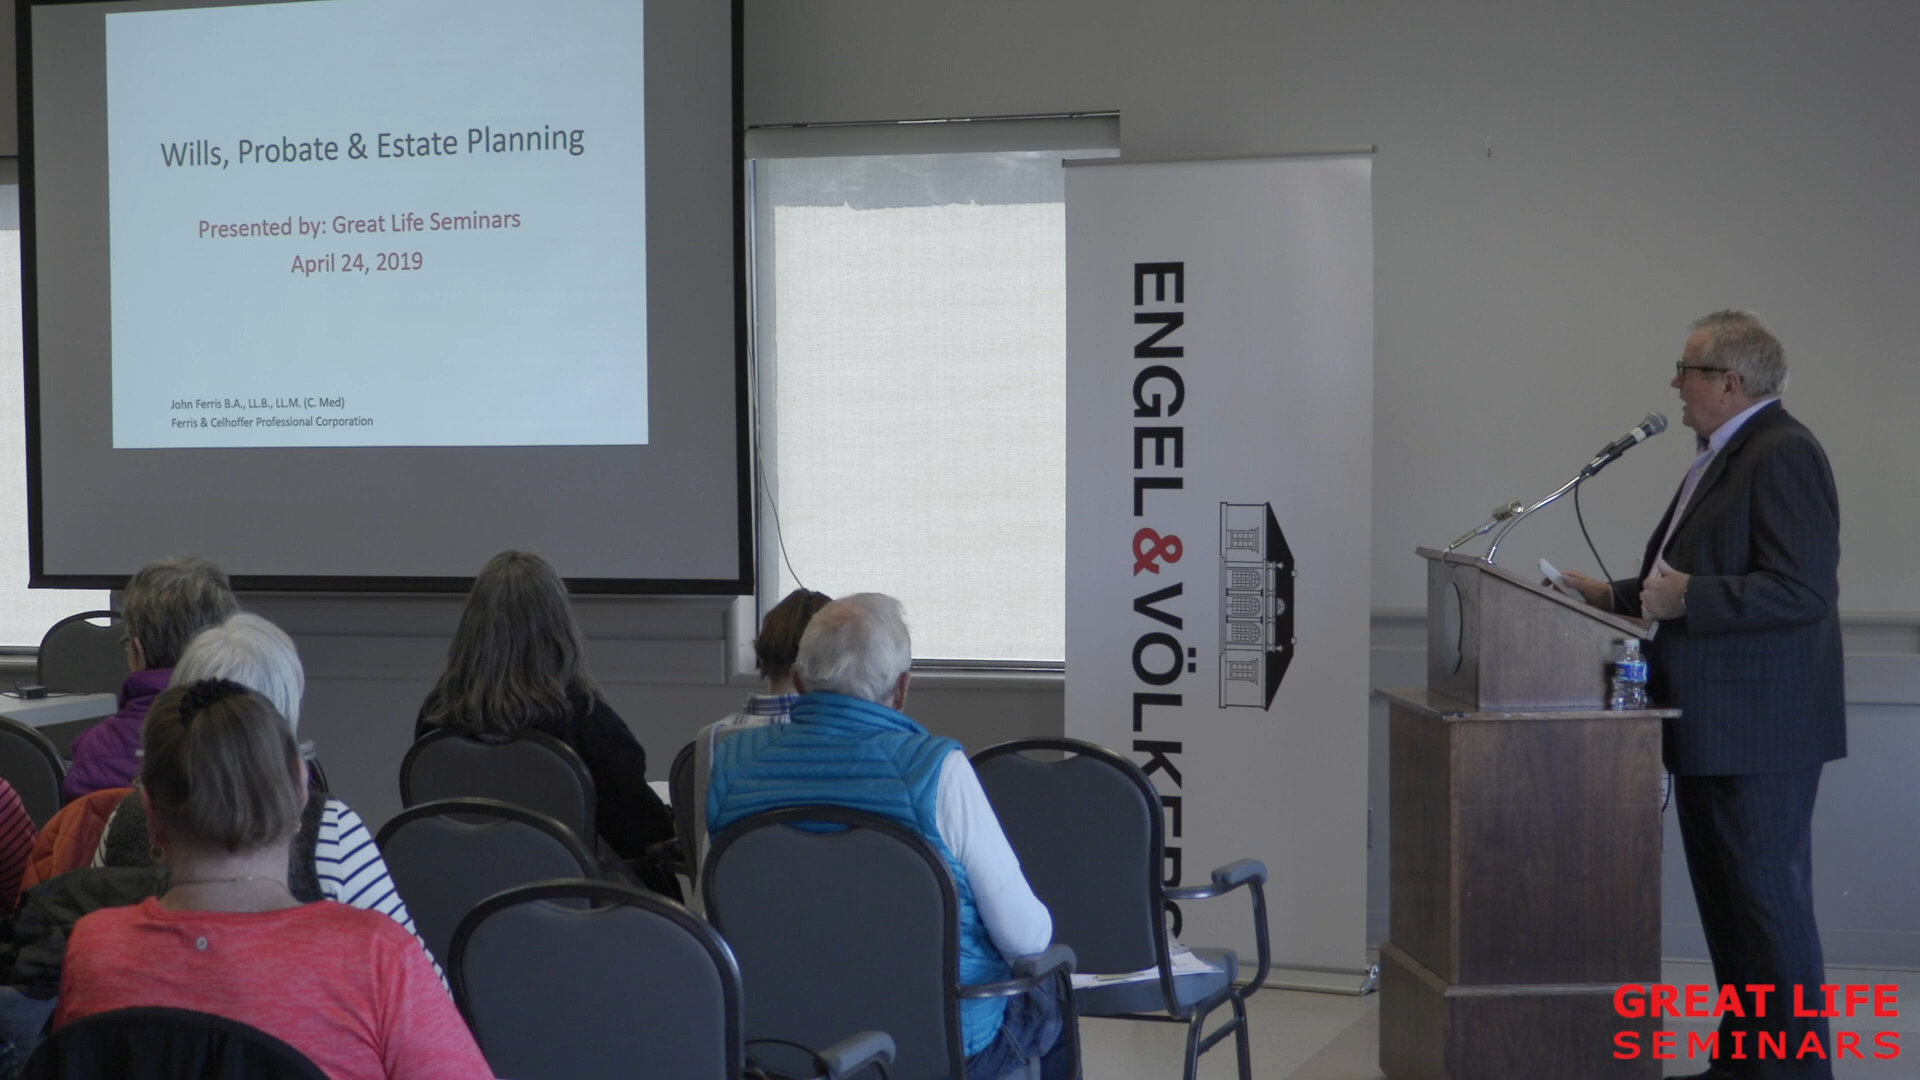 Wills, Probate & Estate Planning
Presented by: Great Life Seminars
April 24, 2019
John Ferris B.A., LL.B., LL.M. (C. Med)
Ferris & Celhoffer Professional Corporation
ENGEL & VÖLKERS
GREAT LIFE
SEMINARS